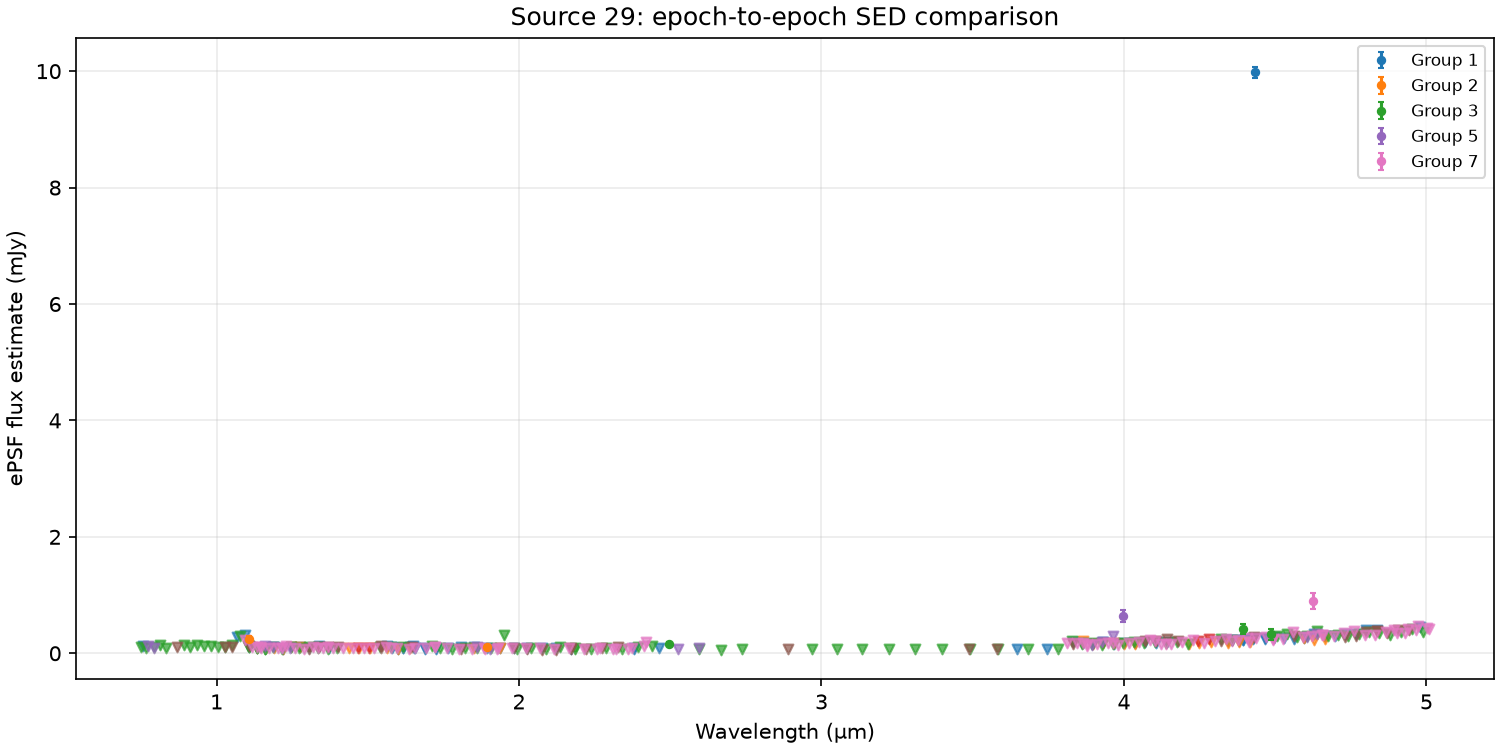 Source 29: epoch-to-epoch SED comparison
10
8
6
4
2
0
ePSF flux estimate (mJy)
1
2
3
4
5
Wavelength (µm)
Group 1
Group 2
Group 3
Group 5
Group 7